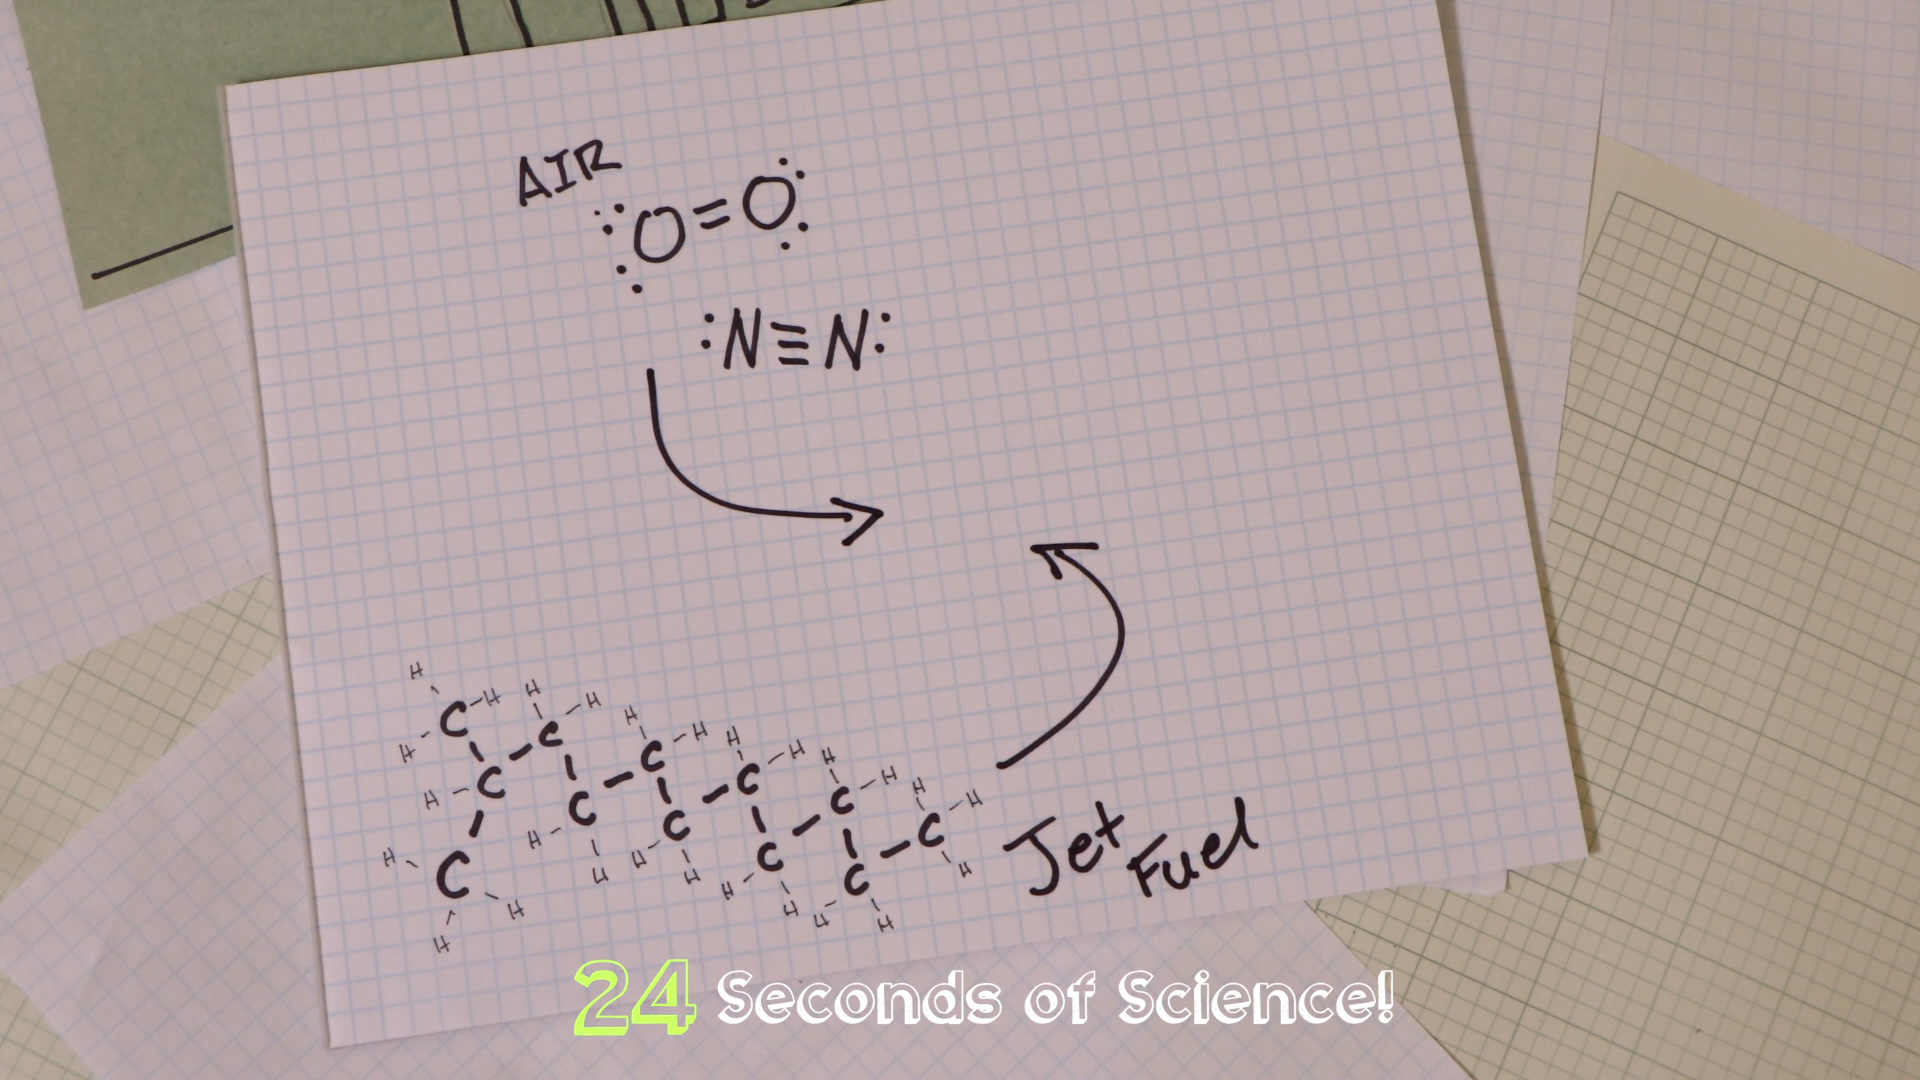 AIR
O=O
:N≡N:
H
C-H H H
H- C H H
C C H H
H- C C H H
C C H H
H- C C H H
H C H- H C C H
C H H- C H
H H H H H H
H
Jet
Fuel
24 Seconds of Science!